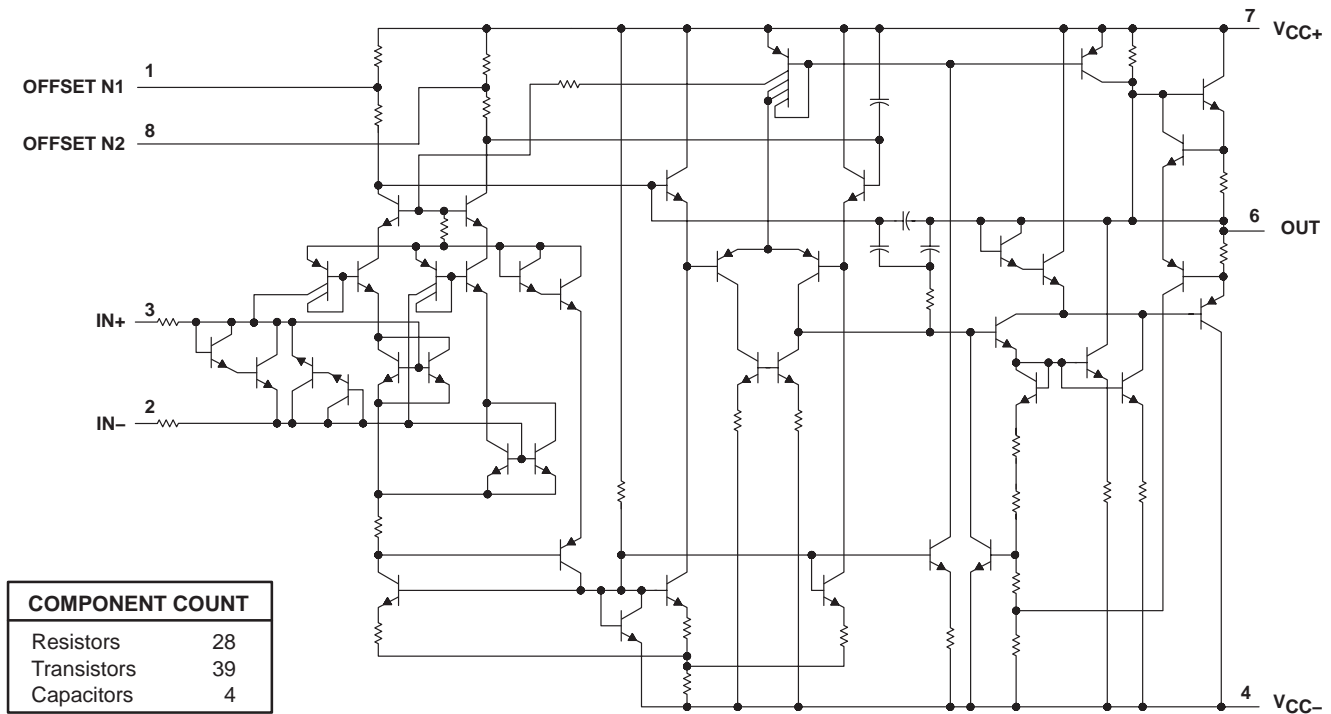 7
VCC+
1
OFFSET N1
8
OFFSET N2
6
OUT
3
IN+
2
IN−
COMPONENT COUNT
Resistors 28
Transistors 39
Capacitors 4
4
VCC−